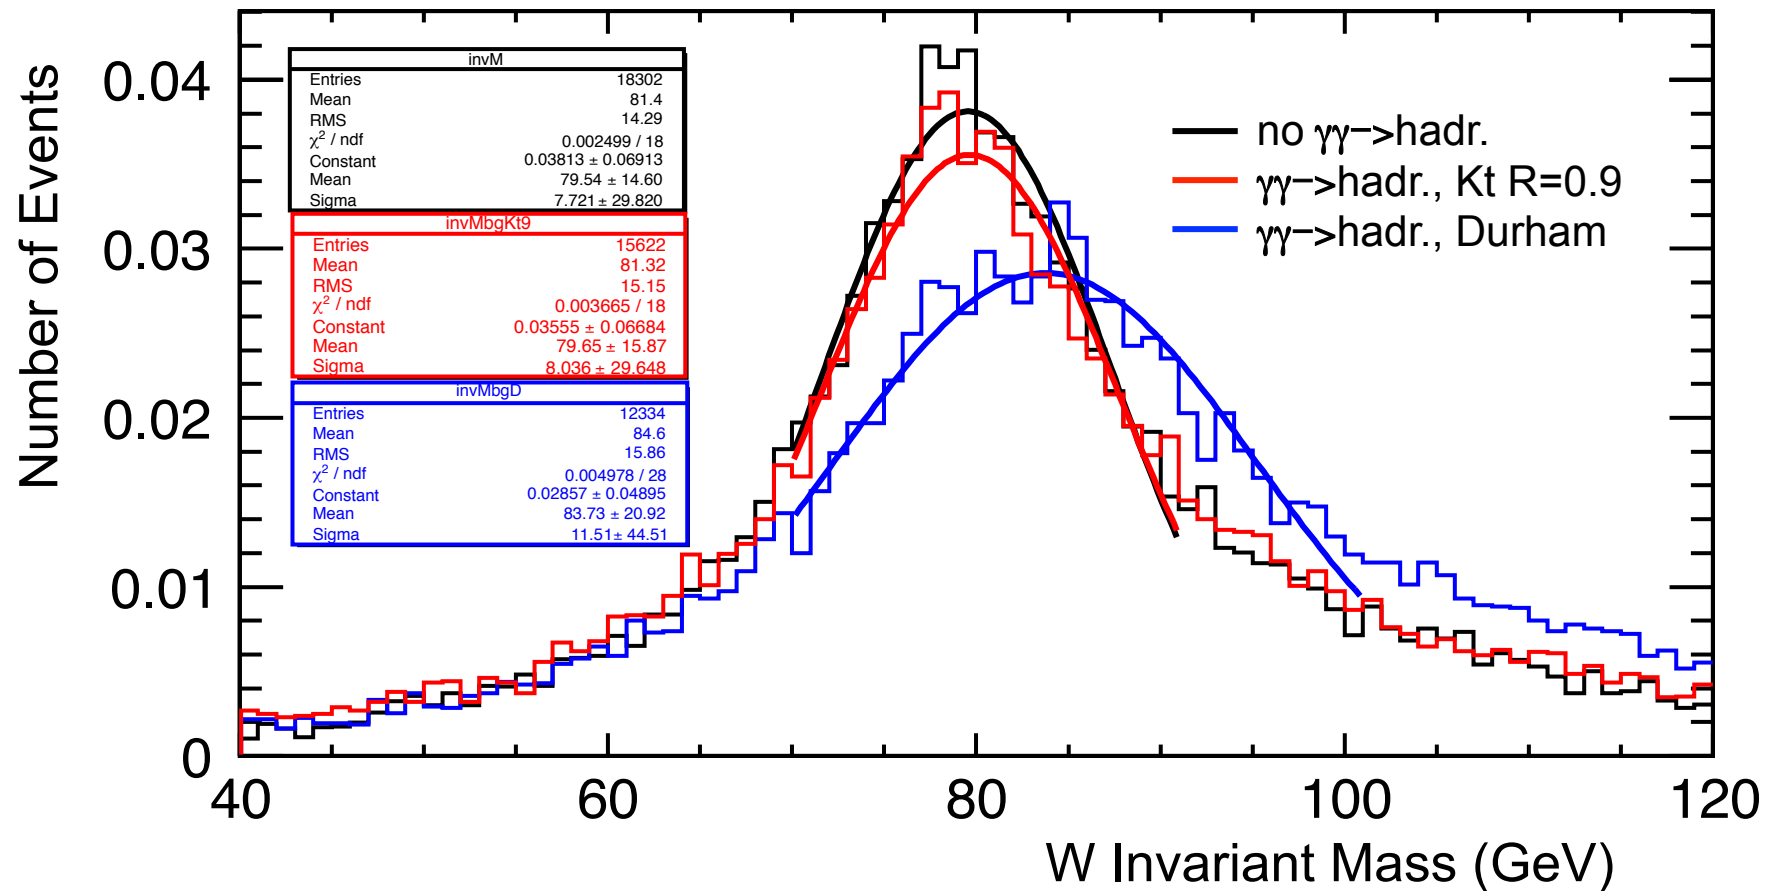 Number of Events
0.04
0.03
0.02
0.01
0
invM
Entries 18302
Mean 81.4
RMS 14.29
χ² / ndf 0.002499 / 18
Constant 0.03813 ± 0.06913
Mean 79.54 ± 14.60
Sigma 7.721 ± 29.820
invMbgKt9
Entries 15622
Mean 81.32
RMS 15.15
χ² / ndf 0.003665 / 18
Constant 0.03555 ± 0.06684
Mean 79.65 ± 15.87
Sigma 8.036 ± 29.648
invMbgD
Entries 12334
Mean 84.6
RMS 15.86
χ² / ndf 0.004978 / 28
Constant 0.02857 ± 0.04895
Mean 83.73 ± 20.92
Sigma 11.51± 44.51
no γγ->hadr.
γγ->hadr., Kt R=0.9
γγ->hadr., Durham
40 60 80 100 120
W Invariant Mass (GeV)